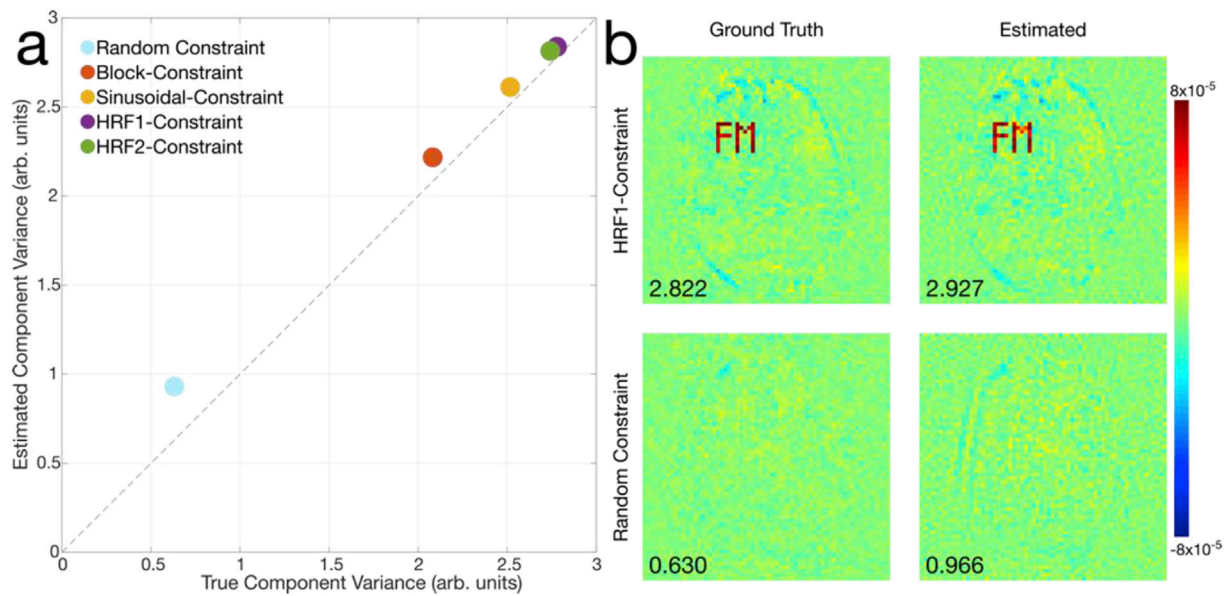 a
3
2.5
2
1.5
1
0.5
0
Random Constraint
Block-Constraint
Sinusoidal-Constraint
HRF1-Constraint
HRF2-Constraint
Estimated Component Variance (arb. units)
0 0.5 1 1.5 2 2.5 3
True Component Variance (arb. units)
b
Ground Truth Estimated
HRF1-Constraint
FM FM
2.822 2.927
Random Constraint
0.630 0.966
8x10⁻⁵
-8x10⁻⁵